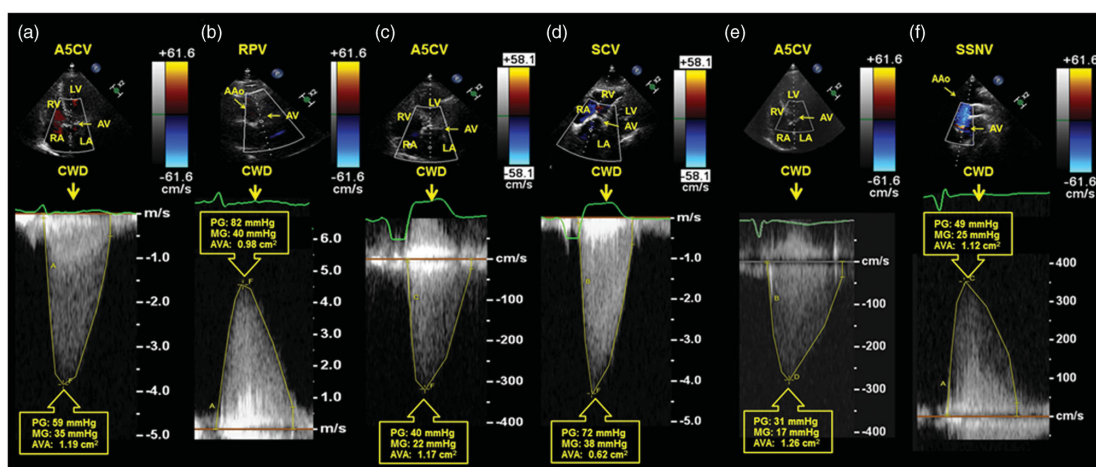 (a)
A5CV
+61.6
RV
LV
AV
RA
LA
-61.6
cm/s
CWD
m/s
A
-1.0
-2.0
-3.0
-4.0
-5.0
F
PG: 59 mmHg
MG: 35 mmHg
AVA: 1.19 cm²
(b)
RPV
+61.6
AAo
AV
-61.6
cm/s
CWD
PG: 82 mmHg
MG: 40 mmHg
AVA: 0.98 cm²
6.0
5.0
4.0
3.0
2.0
1.0
m/s
F
A
(c)
A5CV
+58.1
LV
RV
AV
RA
LA
-58.1
cm/s
CWD
cm/s
C
-100
-200
-300
-400
F
PG: 40 mmHg
MG: 22 mmHg
AVA: 1.17 cm²
(d)
SCV
+58.1
RV
RA
LV
AV
LA
-58.1
cm/s
CWD
m/s
B
-1.0
-2.0
-3.0
-4.0
-5.0
F
PG: 72 mmHg
MG: 38 mmHg
AVA: 0.62 cm²
(e)
A5CV
+61.6
LV
RV
AV
RA
LA
-61.6
cm/s
CWD
cm/s
B
-100
-200
-300
-400
D
PG: 31 mmHg
MG: 17 mmHg
AVA: 1.26 cm²
(f)
SSNV
+61.6
AAo
AV
-61.6
cm/s
CWD
PG: 49 mmHg
MG: 25 mmHg
AVA: 1.12 cm²
400
300
200
100
cm/s
C
A